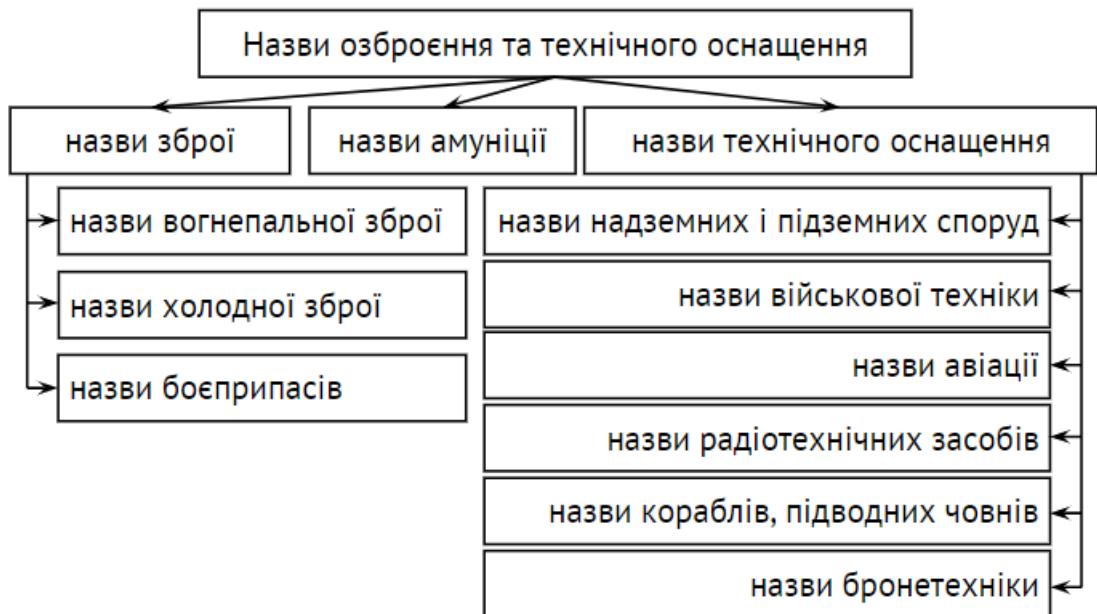 Назви озброєння та технічного оснащення
назви зброї
назви амуніції
назви технічного оснащення
назви вогнепальної зброї
назви холодної зброї
назви боєприпасів
назви надземних і підземних споруд
назви військової техніки
назви авіації
назви радіотехнічних засобів
назви кораблів, підводних човнів
назви бронетехніки